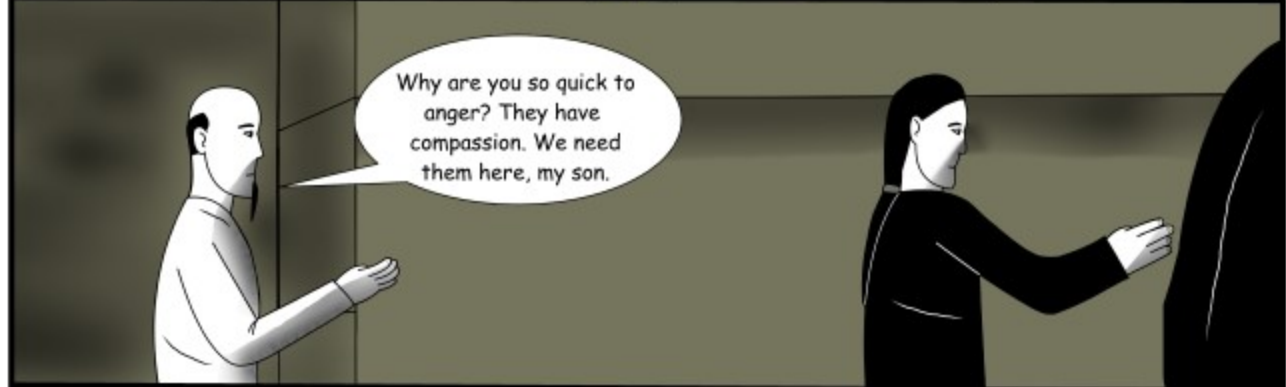 Why are you so quick to
anger? They have
compassion. We need
them here, my son.